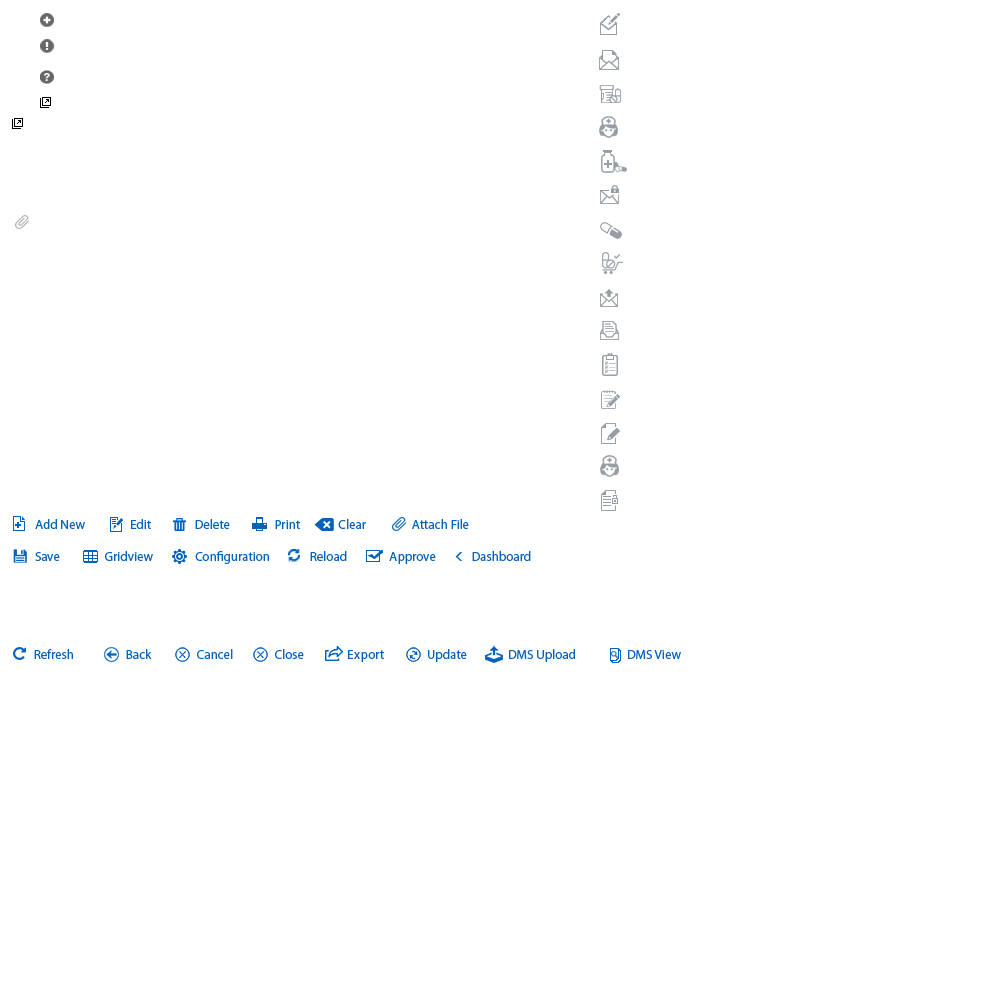 Add New Edit Delete Print Clear Attach File
Save Gridview Configuration Reload Approve Dashboard
Refresh Back Cancel Close Export Update DMS Upload DMS View